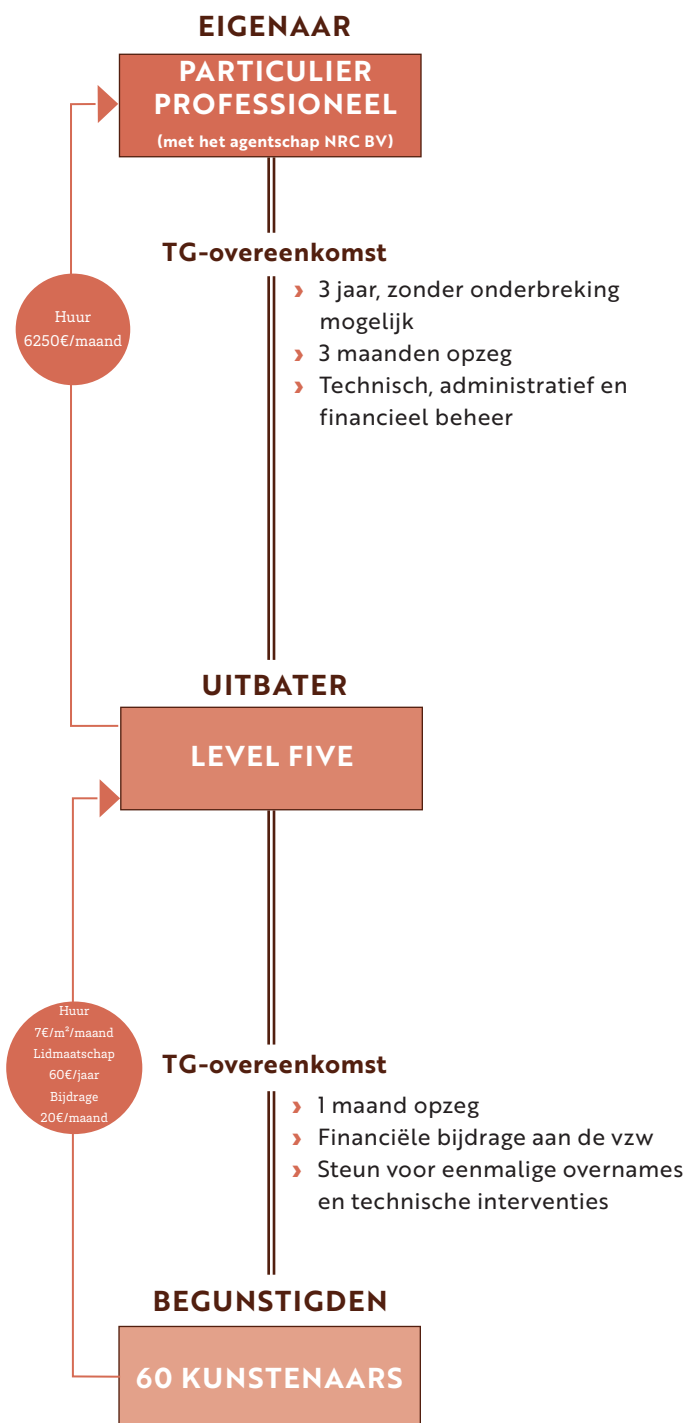 EIGENAAR
PARTICULIER
PROFESSIONEEL
(met het agentschap NRC BV)
TG-overeenkomst
› 3 jaar, zonder onderbreking
mogelijk
› 3 maanden opzeg
› Technisch, administratief en
financieel beheer
Huur
6250€/maand
UITBATER
LEVEL FIVE
Huur
7€/m²/maand
Lidmaatschap
60€/jaar
Bijdrage
20€/maand
TG-overeenkomst
› 1 maand opzeg
› Financiële bijdrage aan de vzw
› Steun voor eenmalige overnames
en technische interventies
BEGUNSTIGDEN
60 KUNSTENAARS